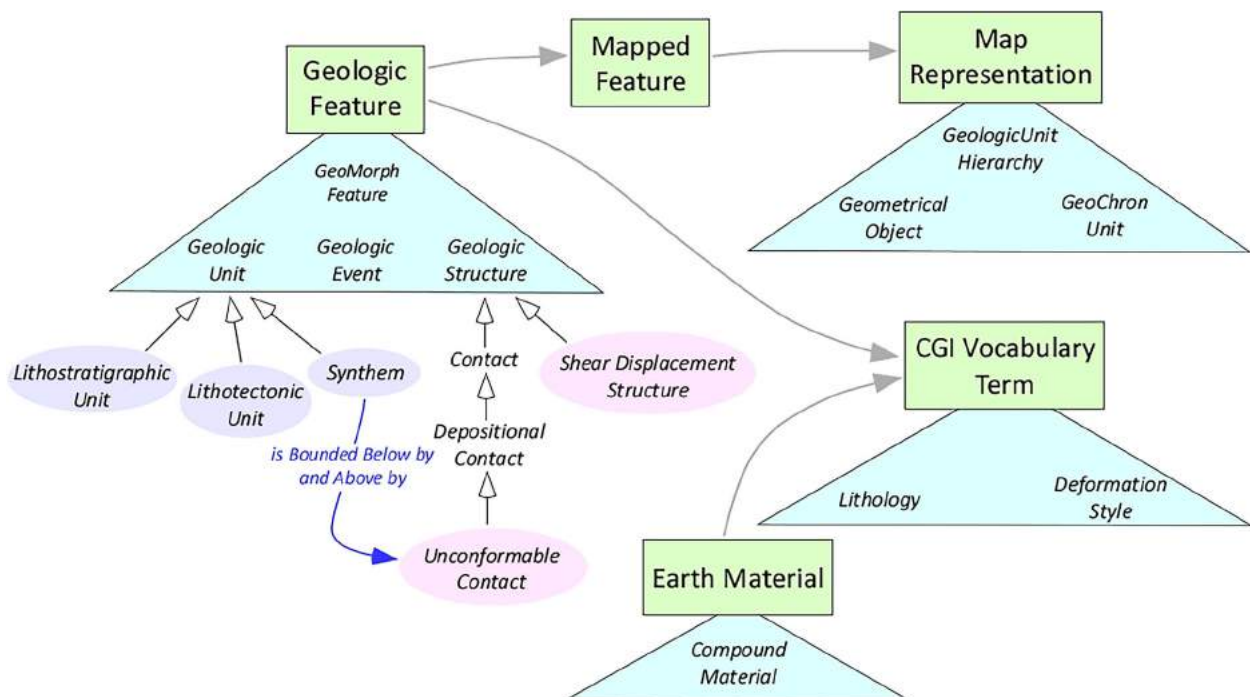 Geologic
Feature
Mapped
Feature
Map
Representation
GeoMorph
Feature
Geologic
Unit
Geologic
Event
Geologic
Structure
GeologicUnit
Hierarchy
Geometrical
Object
GeoChron
Unit
Lithostratigraphic
Unit
Lithotectonic
Unit
Synthem
Contact
Shear Displacement
Structure
is Bounded Below by
and Above by
Depositional
Contact
Unconformable
Contact
CGI Vocabulary
Term
Lithology
Deformation
Style
Earth Material
Compound
Material